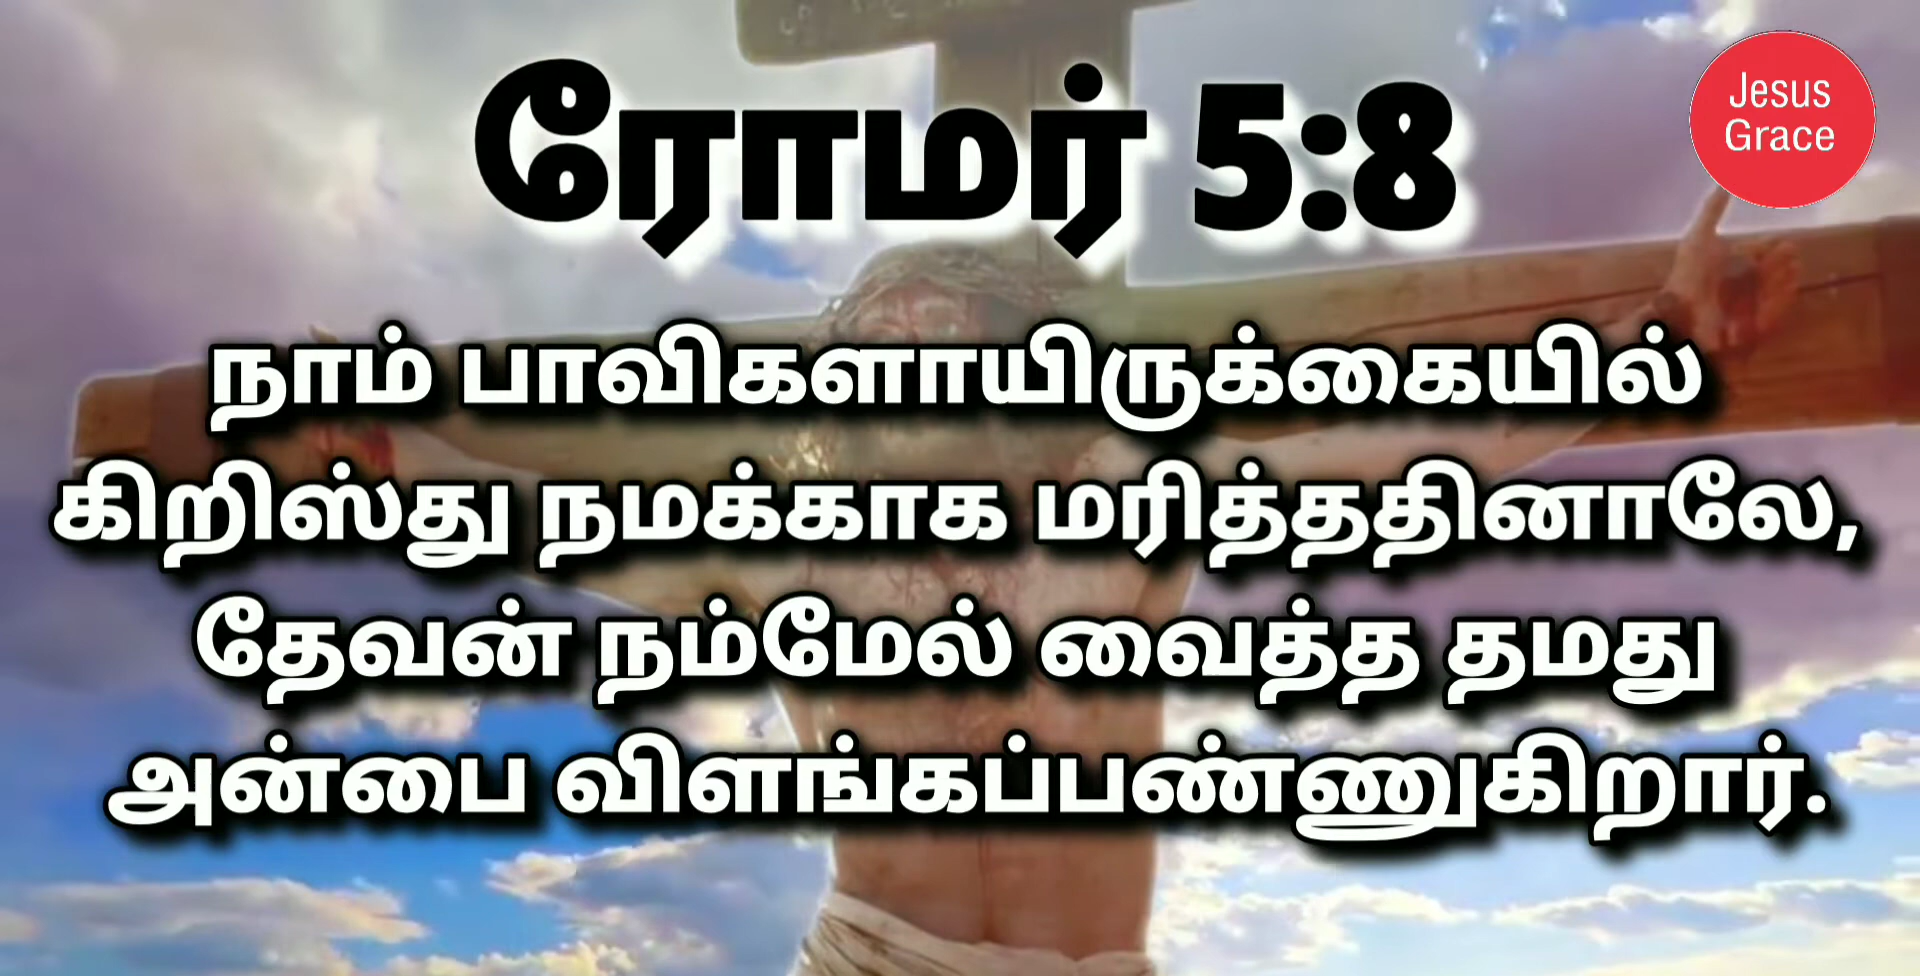 ரோமர் 5:8
Jesus
Grace
நாம் பாவிகளாயிருக்கையில்
கிறிஸ்து நமக்காக மரித்ததினாலே,
தேவன் நம்மேல் வைத்த தமது
அன்பை விளங்கப்பண்ணுகிறார்.